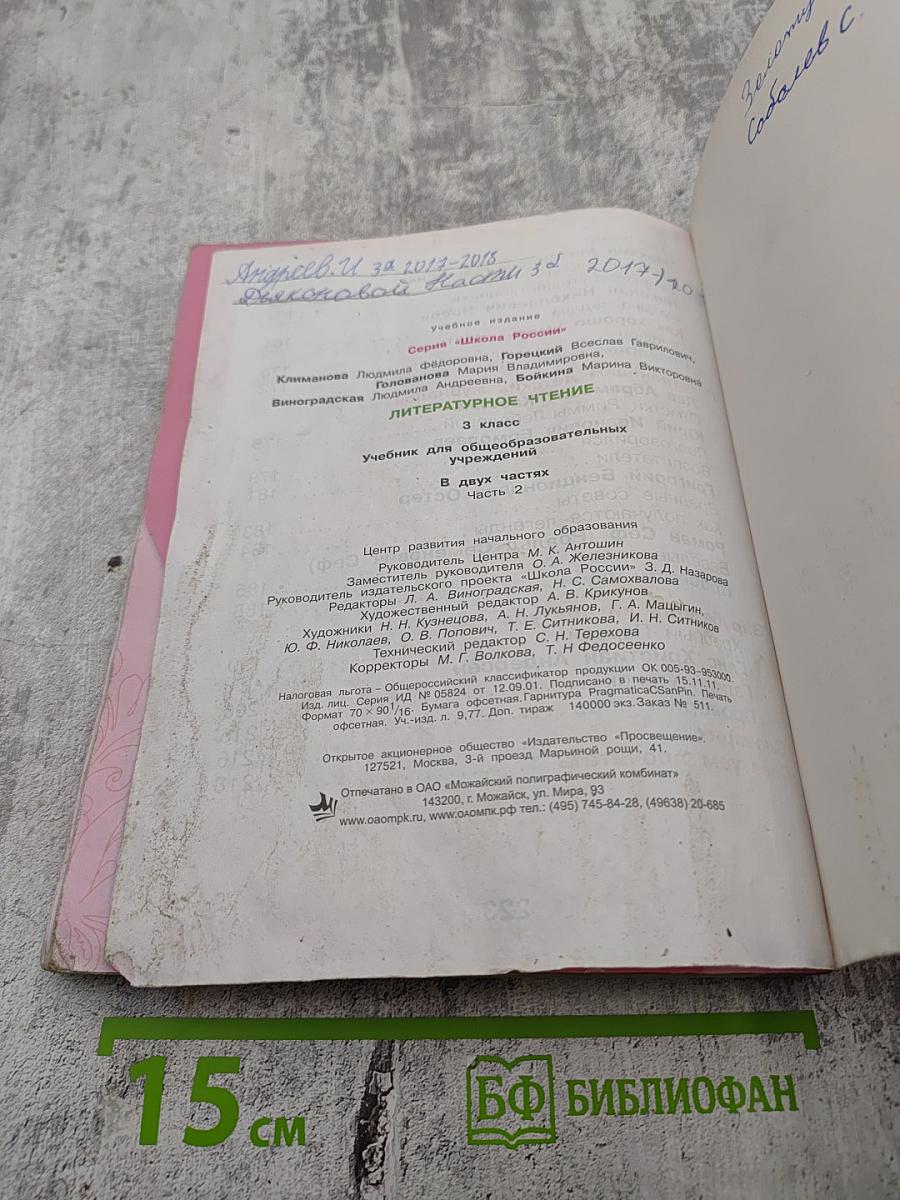 Соболев С.
Андреев. И 3а 2017-2018
Дьяконовой Насти 3д 2017/20
учебное издание
Серия «Школа России»
Климанова Людмила Фёдоровна, Горецкий Всеслав Гаврилович,
Голованова Мария Владимировна,
Виноградская Людмила Андреевна, Бойкина Марина Викторовна
ЛИТЕРАТУРНОЕ ЧТЕНИЕ
3 класс
Учебник для общеобразовательных
учреждений
В двух частях
Часть 2
Центр развития начального образования
Руководитель Центра М. К. Антошин
Заместитель руководителя О. А. Железникова
Руководитель издательского проекта «Школа России» З. Д. Назарова
Редакторы Л. А. Виноградская, Н. С. Самохвалова
Художественный редактор А. В. Крикунов
Художники Н. Н. Кузнецова, А. Н. Лукьянов, Г. А. Мацыгин,
Ю. Ф. Николаев, О. В. Попович, Т. Е. Ситникова, И. Н. Ситников
Технический редактор С. Н. Терехова
Корректоры М. Г. Волкова, Т. Н Федосеенко
Налоговая льгота – Общероссийский классификатор продукции ОК 005-93–953000.
Изд. лиц. Серия ИД № 05824 от 12.09.01. Подписано в печать 15.11.11.
Формат 70 × 90 1/16. Бумага офсетная. Гарнитура PragmaticaCSanPin. Печать
офсетная. Уч.-изд. л. 9,77. Доп. тираж 140000 экз. Заказ № 511.
Открытое акционерное общество «Издательство «Просвещение».
127521, Москва, 3-й проезд Марьиной рощи, 41.
Отпечатано в ОАО «Можайский полиграфический комбинат»
143200, г. Можайск, ул. Мира, 93
www.oaompk.ru, www.оаомпк.рф тел.: (495) 745-84-28, (49638) 20-685
15 см
БФ БИБЛИОФАН